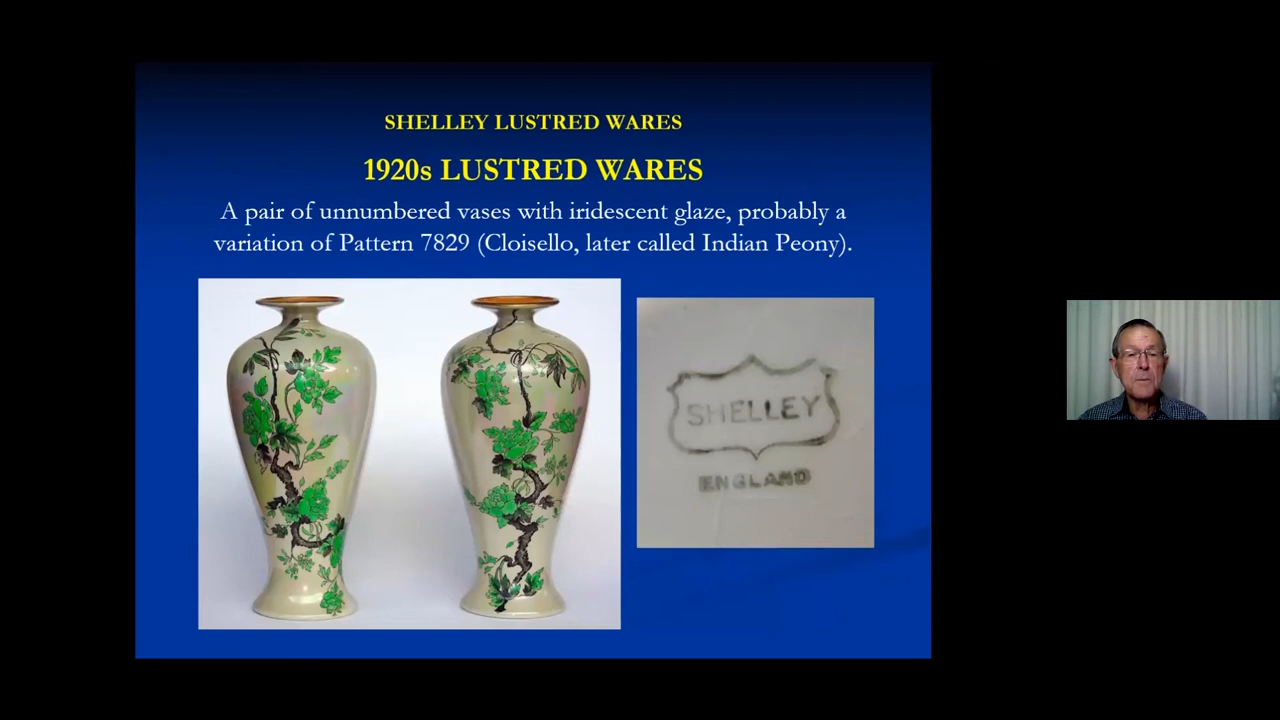 SHELLEY LUSTRED WARES
1920s LUSTRED WARES
A pair of unnumbered vases with iridescent glaze, probably a
variation of Pattern 7829 (Cloisello, later called Indian Peony).
SHELLEY
ENGLAND